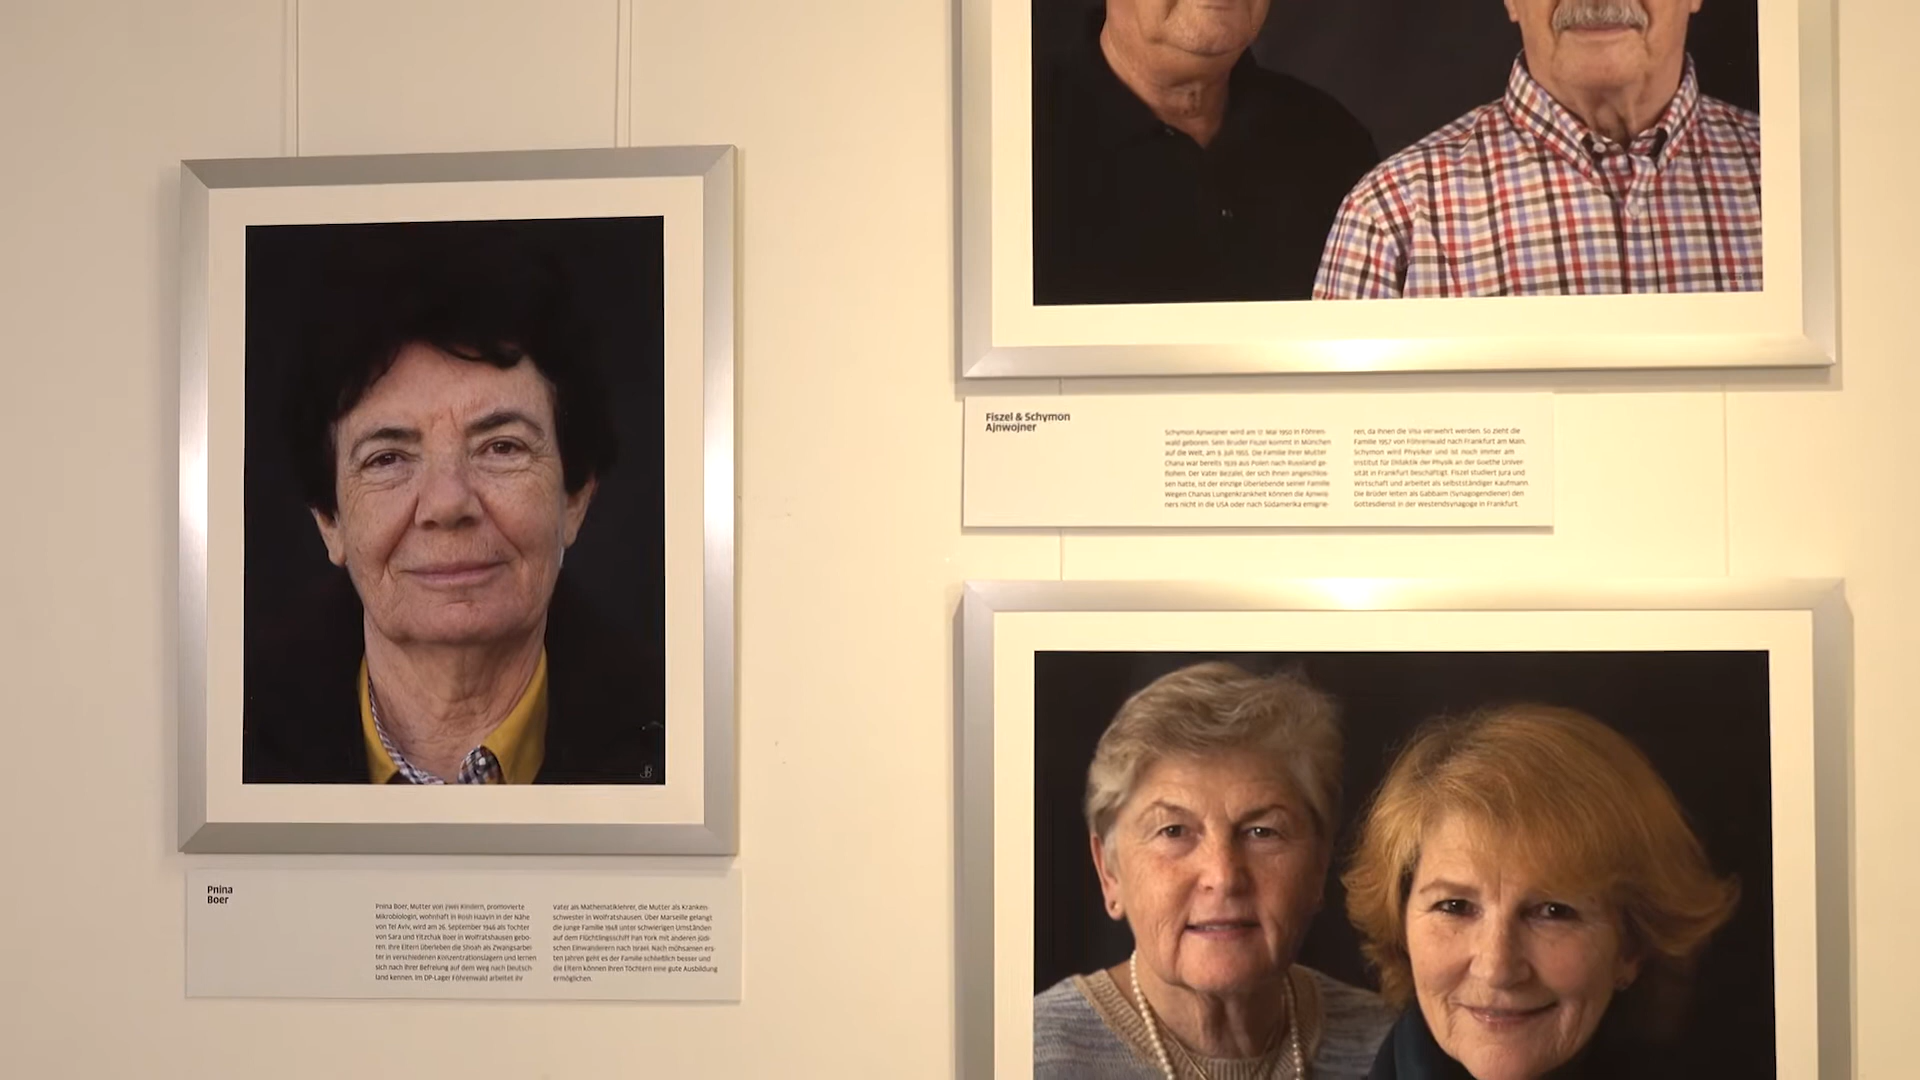 Fiszel & Schymon
Ajnwojner
Schymon Ajnwojner wird am 17. Mai 1950 in Föhren-
wald geboren. Sein Bruder Fiszel kommt in München
auf die Welt, am 9. Juli 1953. Die Familie ihrer Mutter
Chana war bereits 1939 aus Polen nach Russland ge-
flohen. Der Vater Bezalel, der sich ihnen angeschlos-
sen hatte, ist der einzige Überlebende seiner Familie.
Wegen Chanas Lungenkrankheit können die Ajnwoj-
ners nicht in die USA oder nach Südamerika emigrie-
ren, da ihnen die Visa verwehrt werden. So zieht die
Familie 1957 von Föhrenwald nach Frankfurt am Main.
Schymon wird Physiker und ist noch immer am
Institut für Didaktik der Physik an der Goethe Univer-
sität in Frankfurt beschäftigt. Fiszel studiert Jura und
Wirtschaft und arbeitet als selbstständiger Kaufmann.
Die Brüder leiten als Gabbaim (Synagogendiener) den
Gottesdienst in der Westendsynagoge in Frankfurt.
Pnina
Boer
Pnina Boer, Mutter von zwei Kindern, promovierte
Mikrobiologin, wohnhaft in Rosh Haayin in der Nähe
von Tel Aviv, wird am 26. September 1946 als Tochter
von Sara und Yitzchak Boer in Wolfratshausen gebo-
ren. Ihre Eltern überleben die Shoah als Zwangsarbei-
ter in verschiedenen Konzentrationslagern und lernen
sich nach ihrer Befreiung auf dem Weg nach Deutsch-
land kennen. Im DP-Lager Föhrenwald arbeitet ihr
Vater als Mathematiklehrer, die Mutter als Kranken-
schwester in Wolfratshausen. Über Marseille gelangt
die junge Familie 1948 unter schwierigen Umständen
auf dem Flüchtlingsschiff Pan York mit anderen jüdi-
schen Einwanderern nach Israel. Nach mühsamen ers-
ten Jahren geht es der Familie schließlich besser und
die Eltern können ihren Töchtern eine gute Ausbildung
ermöglichen.